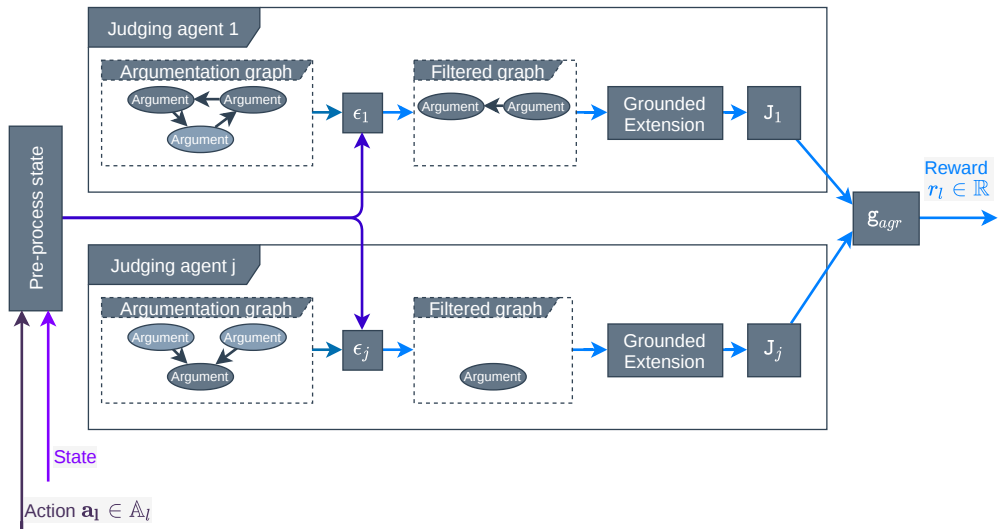 Judging agent 1
Argumentation graph
Argument
Argument
Argument
ϵ₁
Filtered graph
Argument
Argument
Grounded
Extension
J₁
Pre-process state
Reward
rₗ ∈ ℝ
g_agr
Judging agent j
Argumentation graph
Argument
Argument
Argument
ϵⱼ
Filtered graph
Argument
Grounded
Extension
Jⱼ
State
Action aₗ ∈ 𝔸ₗ